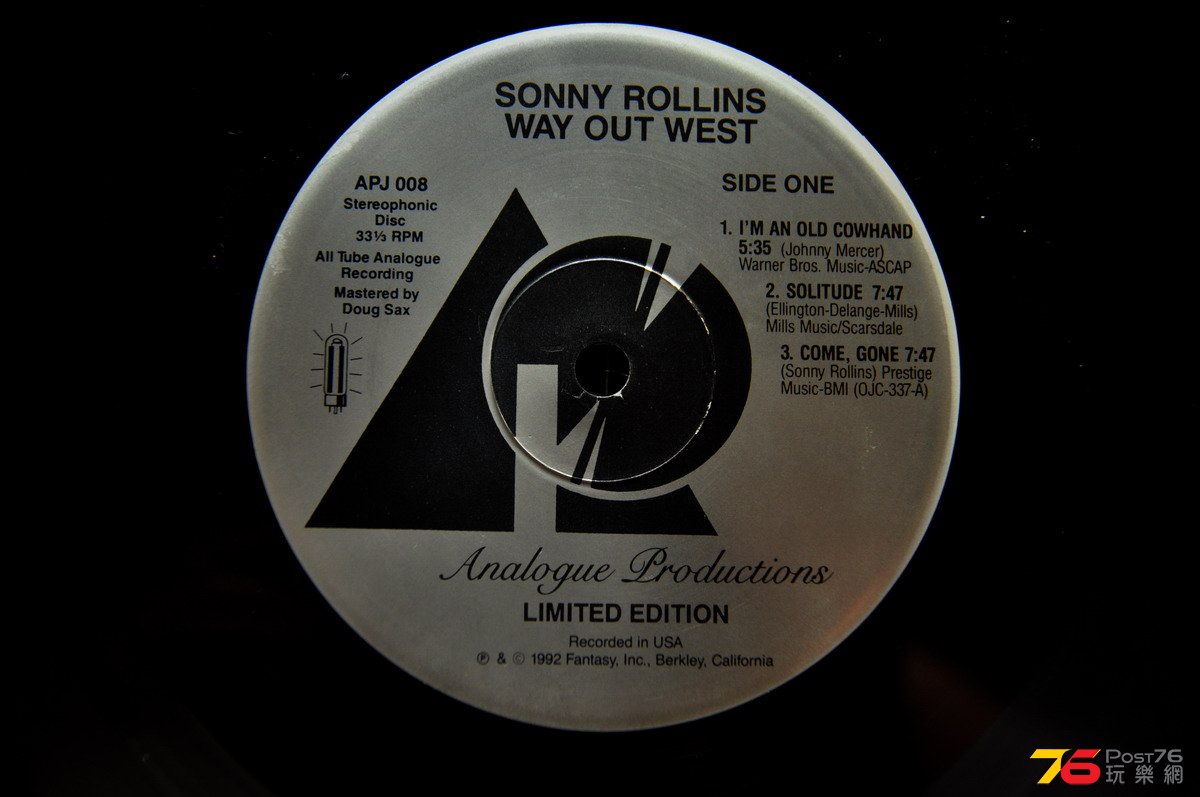 SONNY ROLLINS
WAY OUT WEST
APJ 008
Stereophonic
Disc
33⅓ RPM
All Tube Analogue
Recording
Mastered by
Doug Sax
SIDE ONE
1. I'M AN OLD COWHAND
5:35 (Johnny Mercer)
Warner Bros. Music-ASCAP
2. SOLITUDE 7:47
(Ellington-Delange-Mills)
Mills Music/Scarsdale
3. COME, GONE 7:47
(Sonny Rollins) Prestige
Music-BMI (OJC-337-A)
Analogue Productions
LIMITED EDITION
Recorded in USA
℗ & © 1992 Fantasy, Inc., Berkley, California
76 POST76
玩樂網